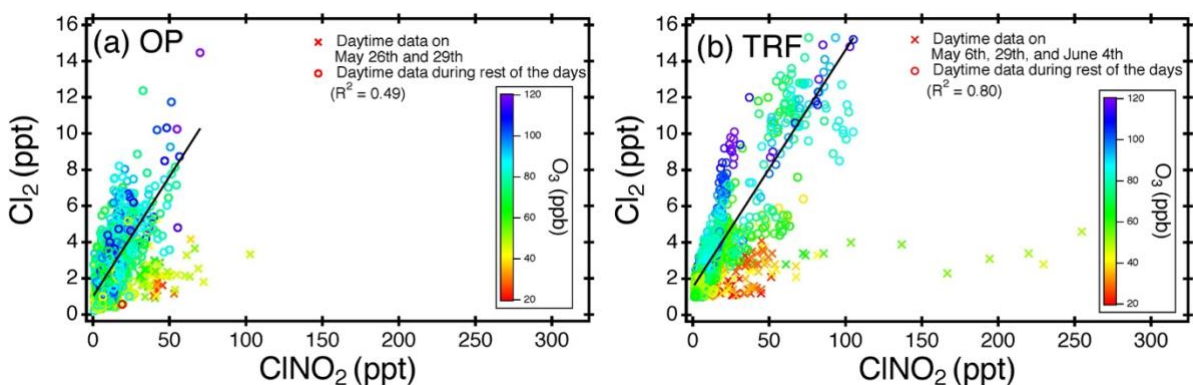 (a) OP
× Daytime data on
May 26th and 29th
o Daytime data during rest of the days
(R² = 0.49)
16
14
12
10
8
6
4
2
0
Cl₂ (ppt)
0 50 100 150 200 250 300
ClNO₂ (ppt)
120
100
80
60
40
20
O₃ (ppb)
(b) TRF
× Daytime data on
May 6th, 29th, and June 4th
o Daytime data during rest of the days
(R² = 0.80)
16
14
12
10
8
6
4
2
0
Cl₂ (ppt)
0 50 100 150 200 250 300
ClNO₂ (ppt)
120
100
80
60
40
20
O₃ (ppb)